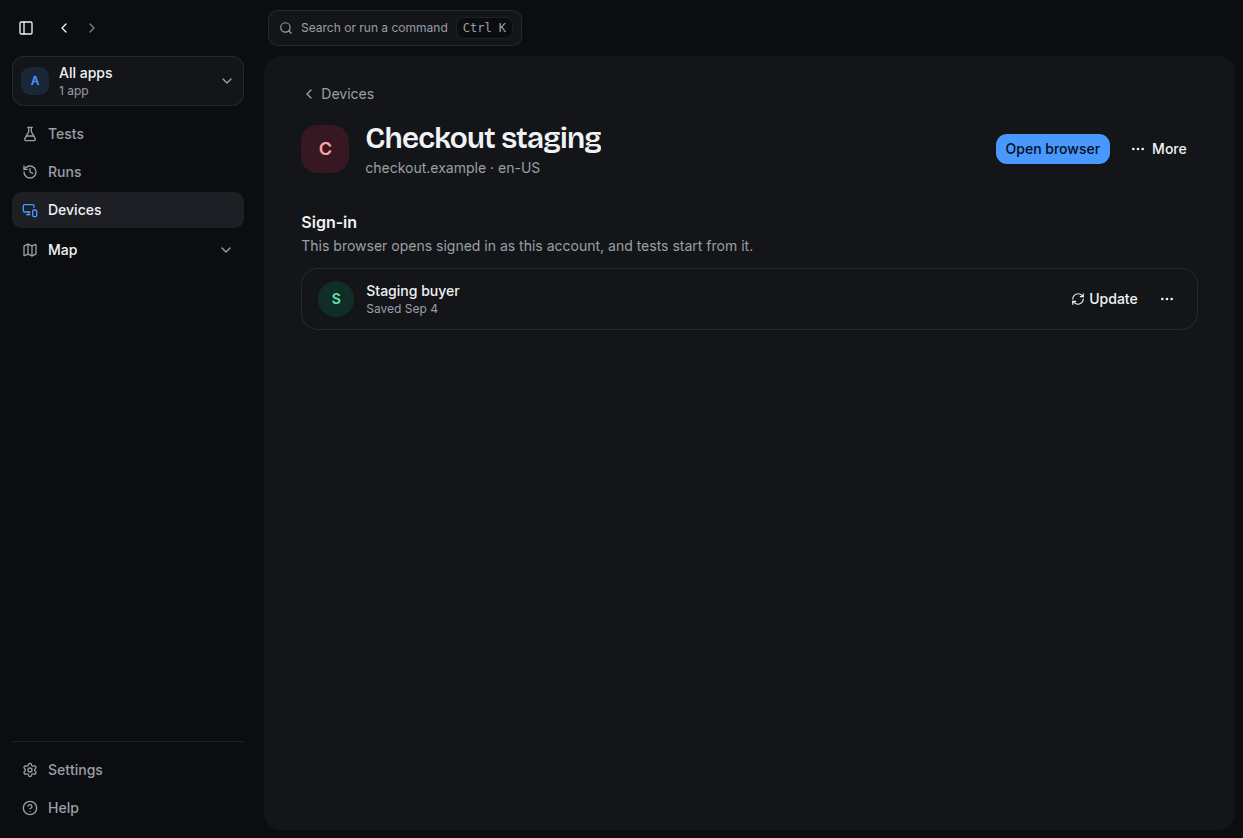 Search or run a command Ctrl K
A
All apps
1 app
Tests
Runs
Devices
Map
Settings
Help
Devices
C
Checkout staging
checkout.example · en-US
Open browser
More
Sign-in
This browser opens signed in as this account, and tests start from it.
S
Staging buyer
Saved Sep 4
Update